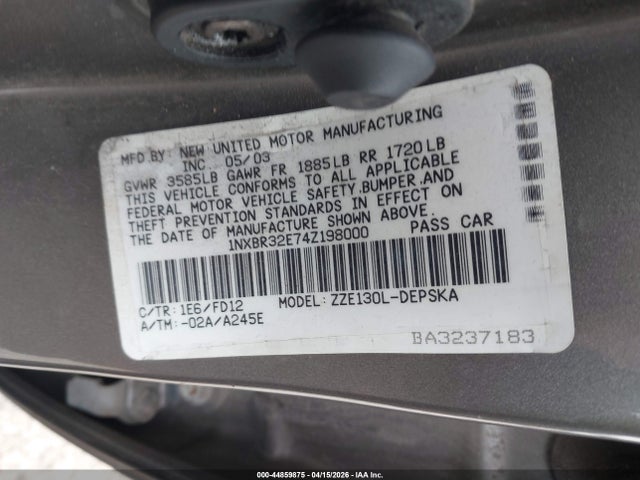 MFD.BY: NEW UNITED MOTOR MANUFACTURING
INC 05/03
GVWR 3585LB GAWR FR 1885LB RR 1720LB
THIS VEHICLE CONFORMS TO ALL APPLICABLE
FEDERAL MOTOR VEHICLE SAFETY,BUMPER,AND
THEFT PREVENTION STANDARDS IN EFFECT ON
THE DATE OF MANUFACTURE SHOWN ABOVE.
1NXBR32E74Z198000 PASS CAR
C/TR: 1E6/FD12 MODEL: ZZE130L-DEPSKA
A/TM: -02A/A245E
BA3237183
000-44859875 | 04/15/2026 | IAA Inc.